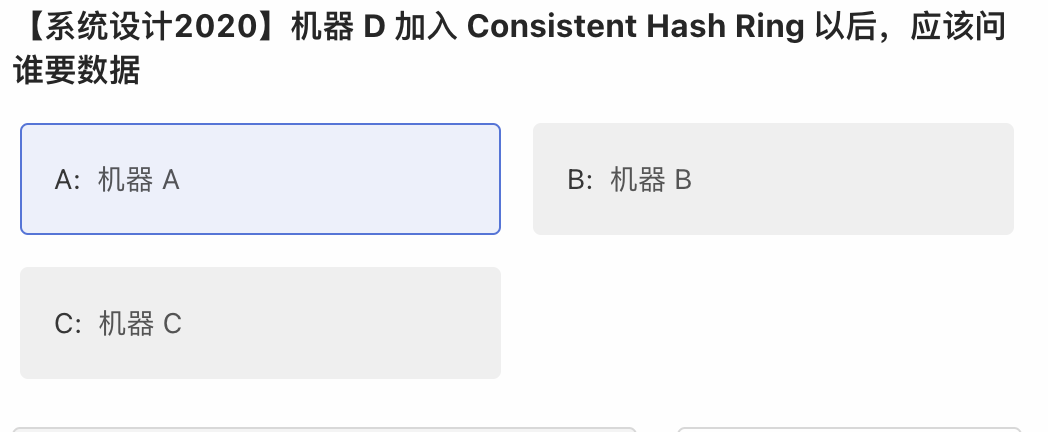 【系统设计2020】机器 D 加入 Consistent Hash Ring 以后，应该问
谁要数据
A: 机器 A
B: 机器 B
C: 机器 C